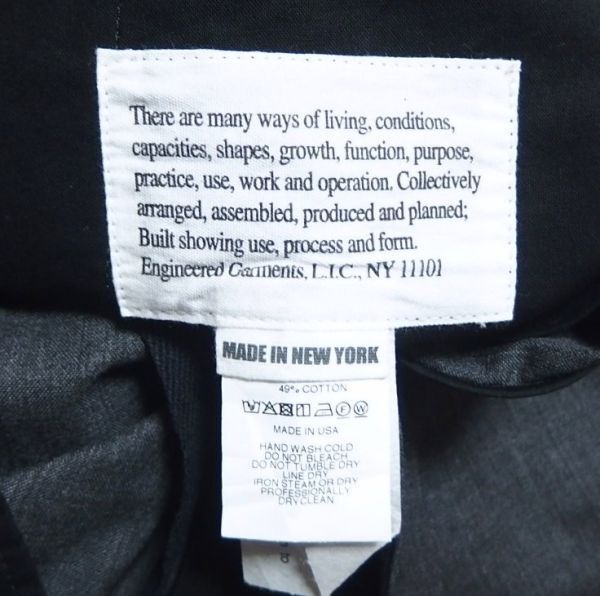 There are many ways of living, conditions,
capacities, shapes, growth, function, purpose,
practice, use, work and operation. Collectively
arranged, assembled, produced and planned;
Built showing use, process and form.
Engineered Garments, L.I.C., NY 11101
MADE IN NEW YORK
49% COTTON
MADE IN USA
HAND WASH COLD
DO NOT BLEACH
DO NOT TUMBLE DRY
LINE DRY
IRON STEAM OR DRY
PROFESSIONALLY
DRYCLEAN